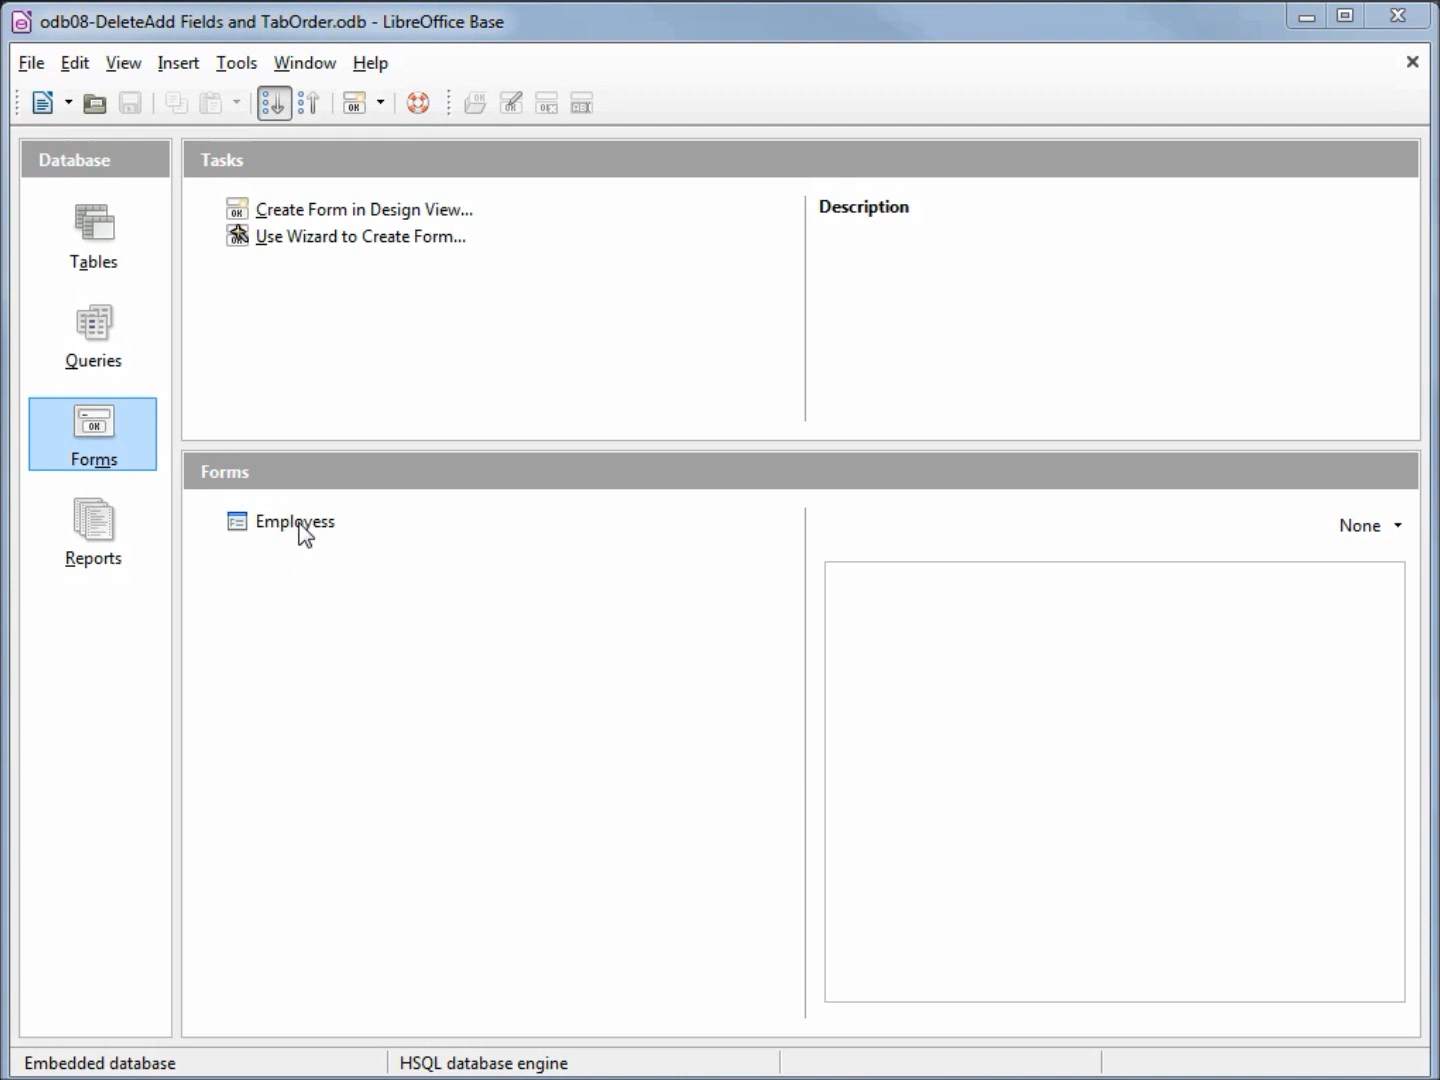 odb08-DeleteAdd Fields and TabOrder.odb - LibreOffice Base
File Edit View Insert Tools Window Help
Database
Tasks
Create Form in Design View...
Use Wizard to Create Form...
Description
Tables
Queries
Forms
Reports
Forms
Employess
None
Embedded database
HSQL database engine